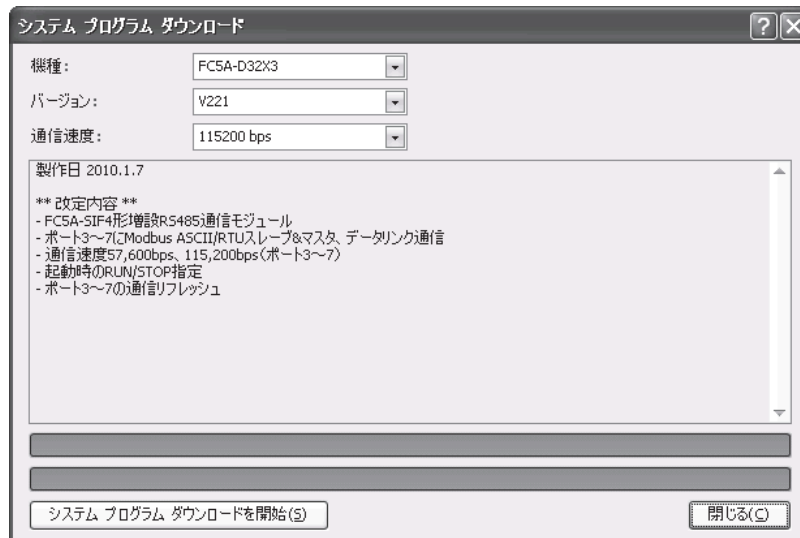 システム プログラム ダウンロード
機種: FC5A-D32X3
バージョン: V221
通信速度: 115200 bps
製作日 2010.1.7
** 改定内容 **
- FC5A-SIF4形増設RS485通信モジュール
- ポート3～7にModbus ASCII/RTUスレーブ&マスタ、データリンク通信
- 通信速度57,600bps、115,200bps(ポート3～7)
- 起動時のRUN/STOP指定
- ポート3～7の通信リフレッシュ
システム プログラム ダウンロードを開始(S) 閉じる(C)